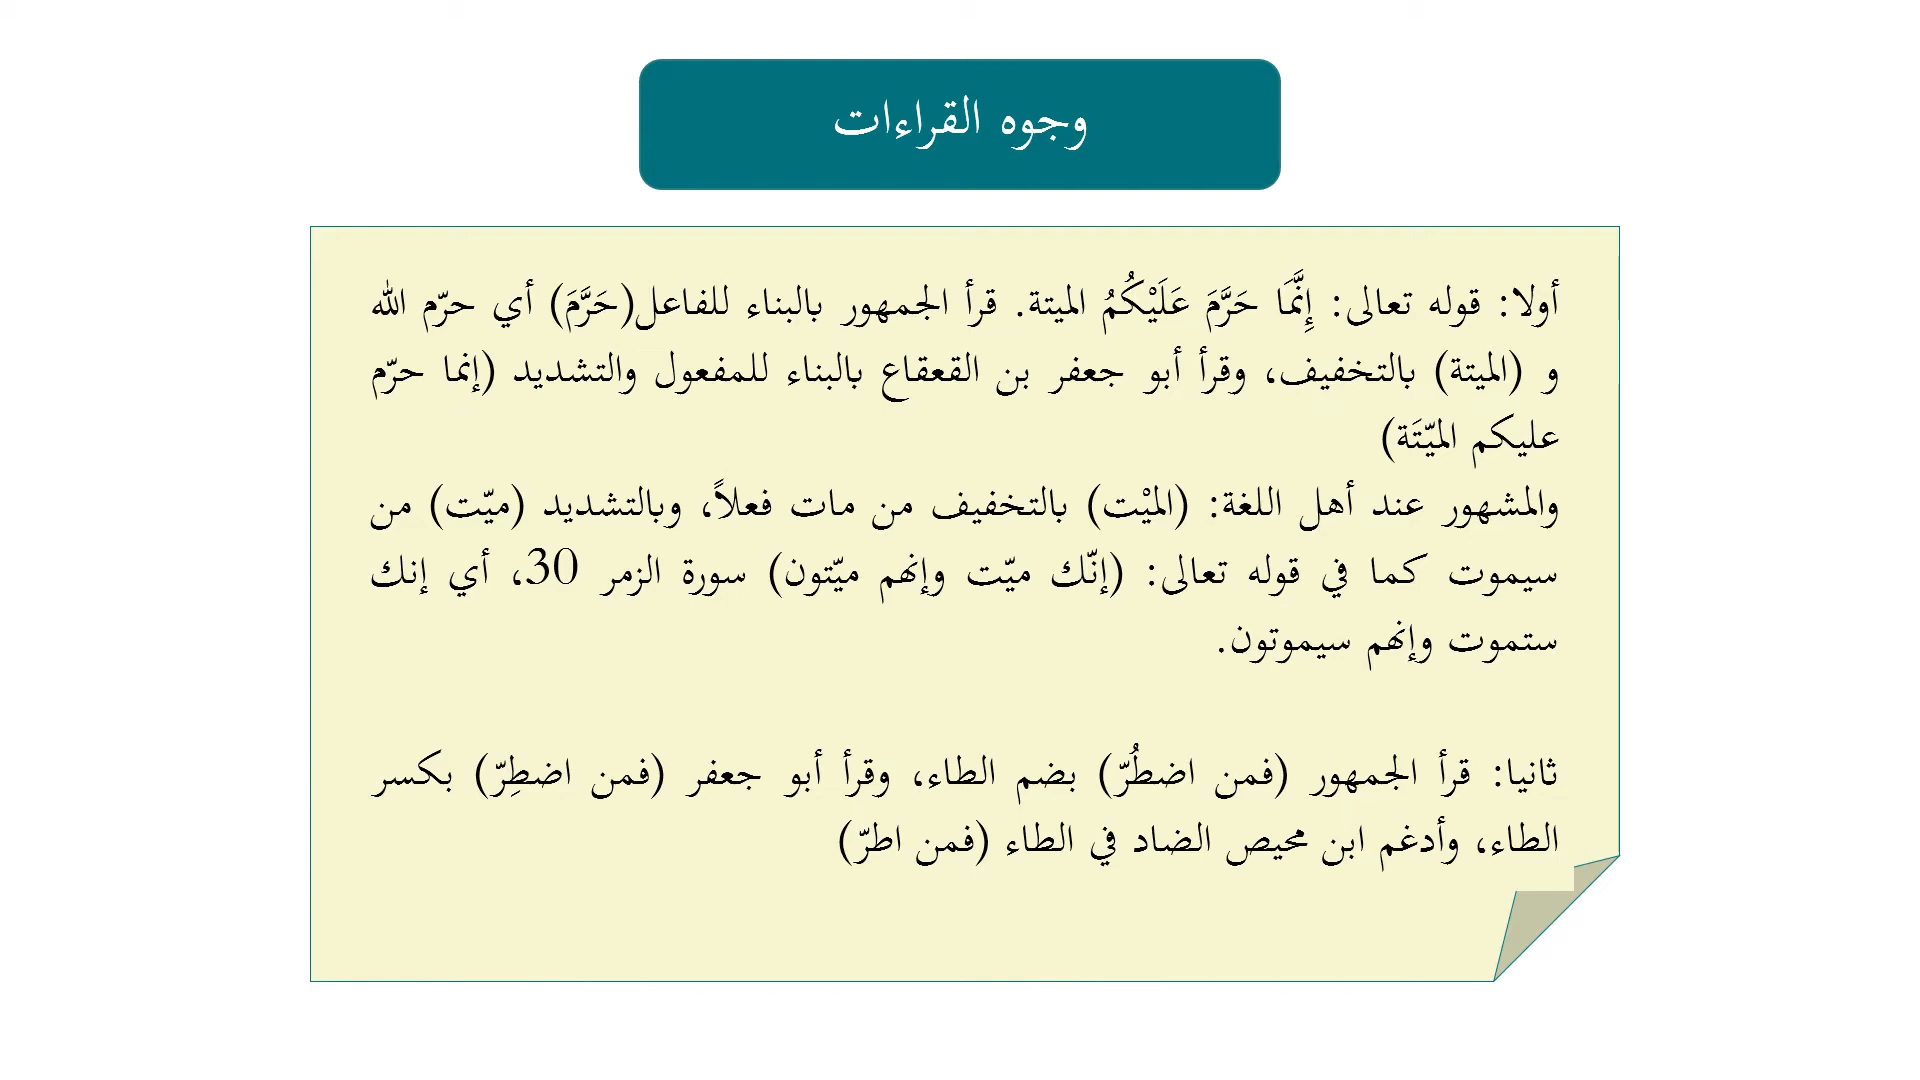 وجوه القراءات
أولا: قوله تعالى: إِنَّمَا حَرَّمَ عَلَيْكُمُ الميتة. قرأ الجمهور بالبناء للفاعل(حَرَّمَ) أي حرّم الله
و (الميتة) بالتخفيف، وقرأ أبو جعفر بن القعقاع بالبناء للمفعول والتشديد (إنما حرّم
عليكم الميّتَة)
والمشهور عند أهل اللغة: (الميْت) بالتخفيف من مات فعلاً، وبالتشديد (ميّت) من
سيموت كما في قوله تعالى: (إنّك ميّت وإنهم ميّتون) سورة الزمر 30، أي إنك
ستموت وإنهم سيموتون.
ثانيا: قرأ الجمهور (فمن اضطُرّ) بضم الطاء، وقرأ أبو جعفر (فمن اضطِرّ) بكسر
الطاء، وأدغم ابن محيص الضاد في الطاء (فمن اطرّ)